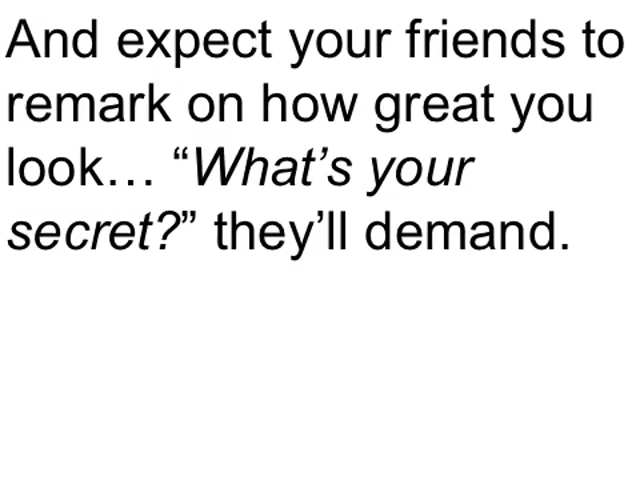 And expect your friends to
remark on how great you
look… “What’s your
secret?” they’ll demand.